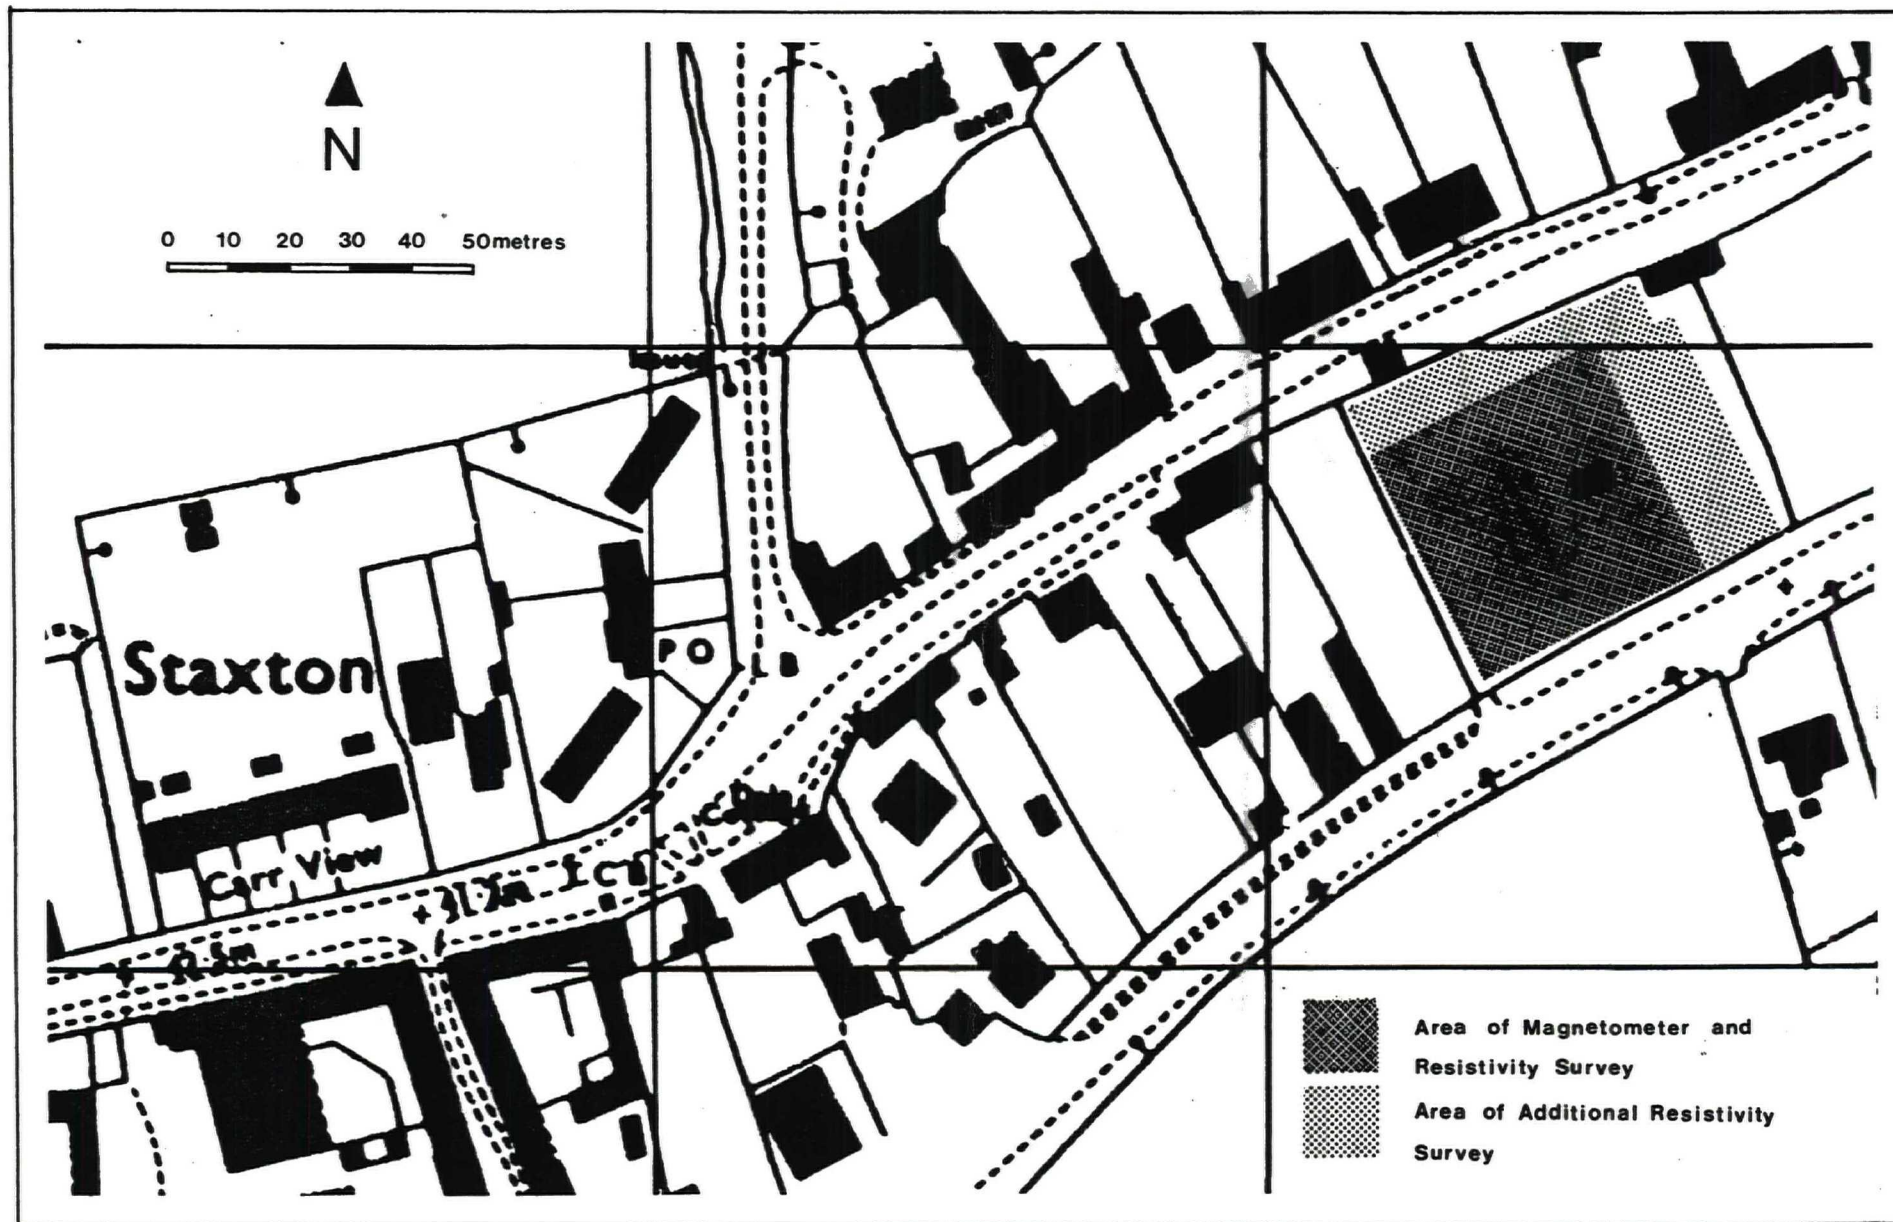 N
0 10 20 30 40 50metres
Staxton
P O
L B
Carr View
Area of Magnetometer and
Resistivity Survey
Area of Additional Resistivity
Survey